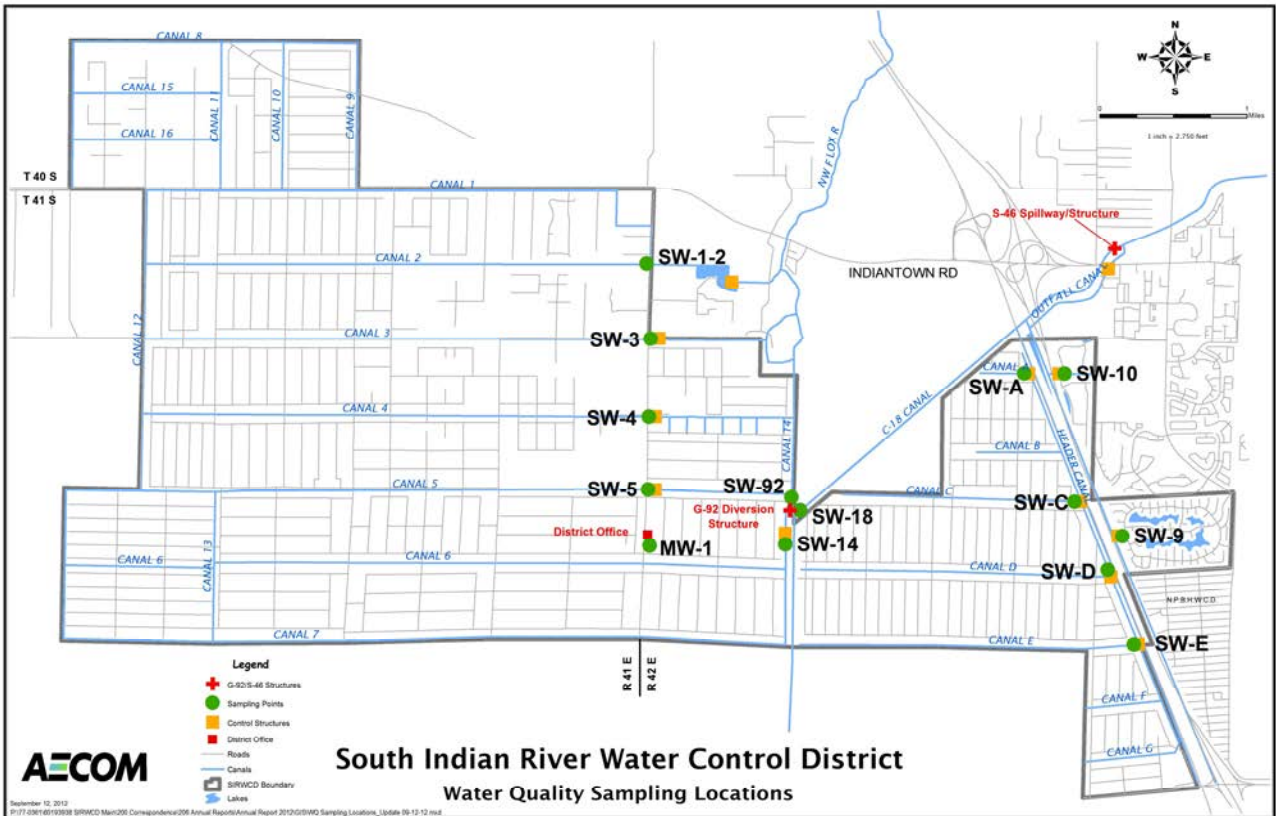 CANAL 8
N
W E
S
CANAL 15
CANAL 11
CANAL 10
CANAL 9
CANAL 16
0 1
Miles
1 inch = 2,750 feet
NW F LOX R
T 40 S
T 41 S
CANAL 1
S-46 Spillway/Structure
CANAL 2
SW-1-2
INDIANTOWN RD
OUTFALL CANAL
CANAL 12
CANAL 3
SW-3
CANAL A
SW-A
SW-10
C-18 CANAL
CANAL 4
SW-4
CANAL 14
HEADER CANAL
CANAL B
CANAL 5
SW-5
SW-92
CANAL C
SW-C
G-92 Diversion
Structure
SW-18
District Office
MW-1
SW-14
SW-9
CANAL 13
CANAL 6
CANAL 6
CANAL D
SW-D
NPBHWCD
CANAL 7
CANAL E
SW-E
R 41 E
R 42 E
CANAL F
CANAL G
Legend
G-92/S-46 Structures
Sampling Points
Control Structures
District Office
Roads
Canals
SIRWCD Boundary
Lakes
AECOM
South Indian River Water Control District
Water Quality Sampling Locations
September 12, 2012